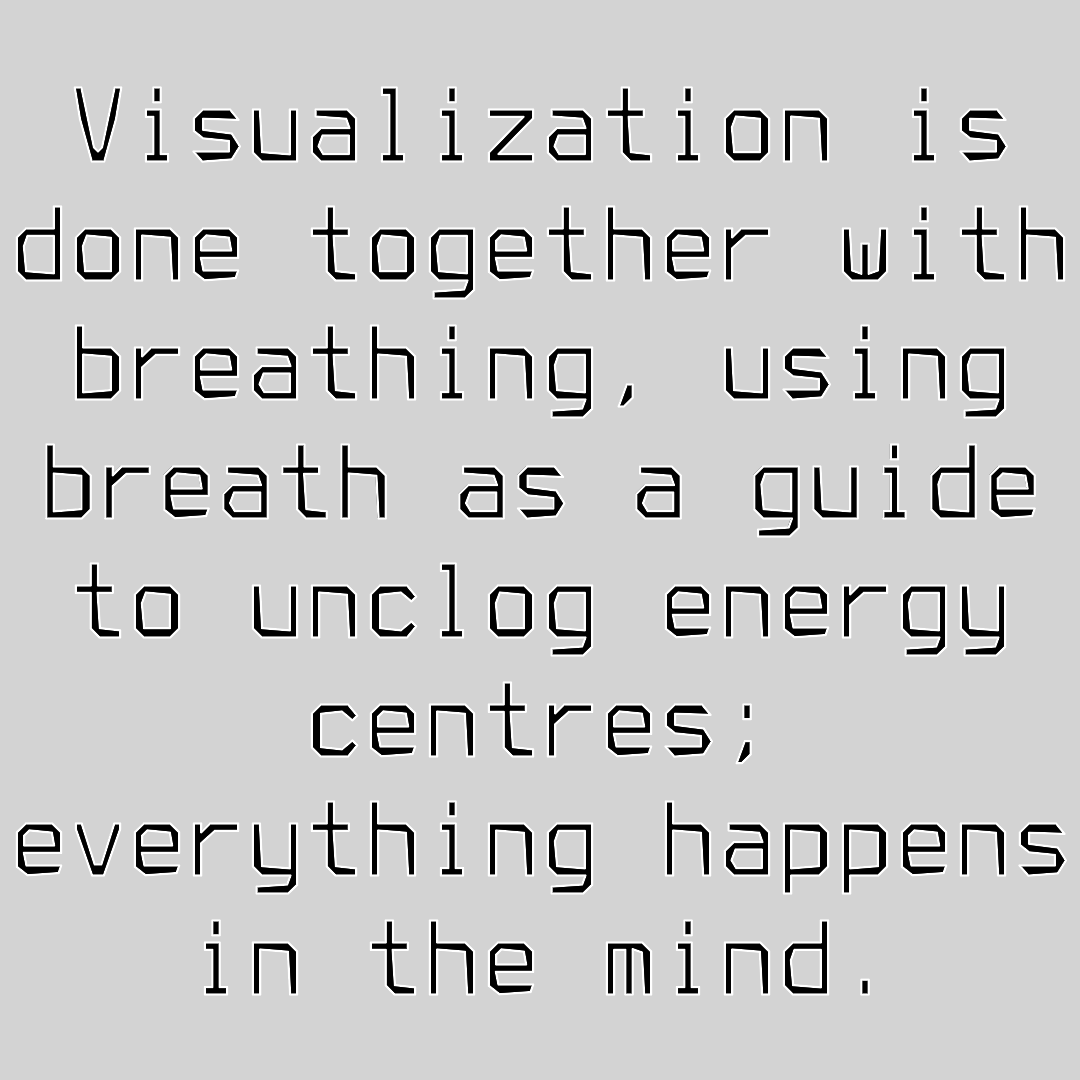 Visualization is
done together with
breathing, using
breath as a guide
to unclog energy
centres;
everything happens
in the mind.